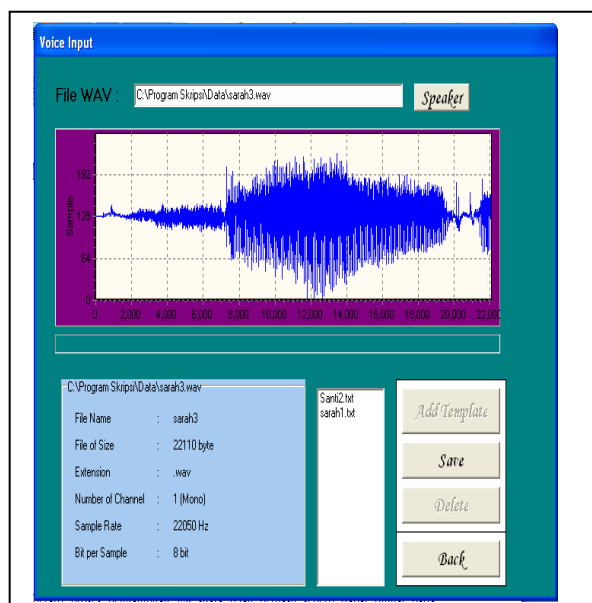 Voice Input
File WAV : C:\Program Skripsi\Data\sarah3.wav Speaker
192
128
64
0
Sample
0 2,000 4,000 6,000 8,000 10,000 12,000 14,000 16,000 18,000 20,000 22,000
C:\Program Skripsi\Data\sarah3.wav
File Name : sarah3
File of Size : 22110 byte
Extension : .wav
Number of Channel : 1 (Mono)
Sample Rate : 22050 Hz
Bit per Sample : 8 bit
Santi2.txt
sarah1.txt
Add Template
Save
Delete
Back